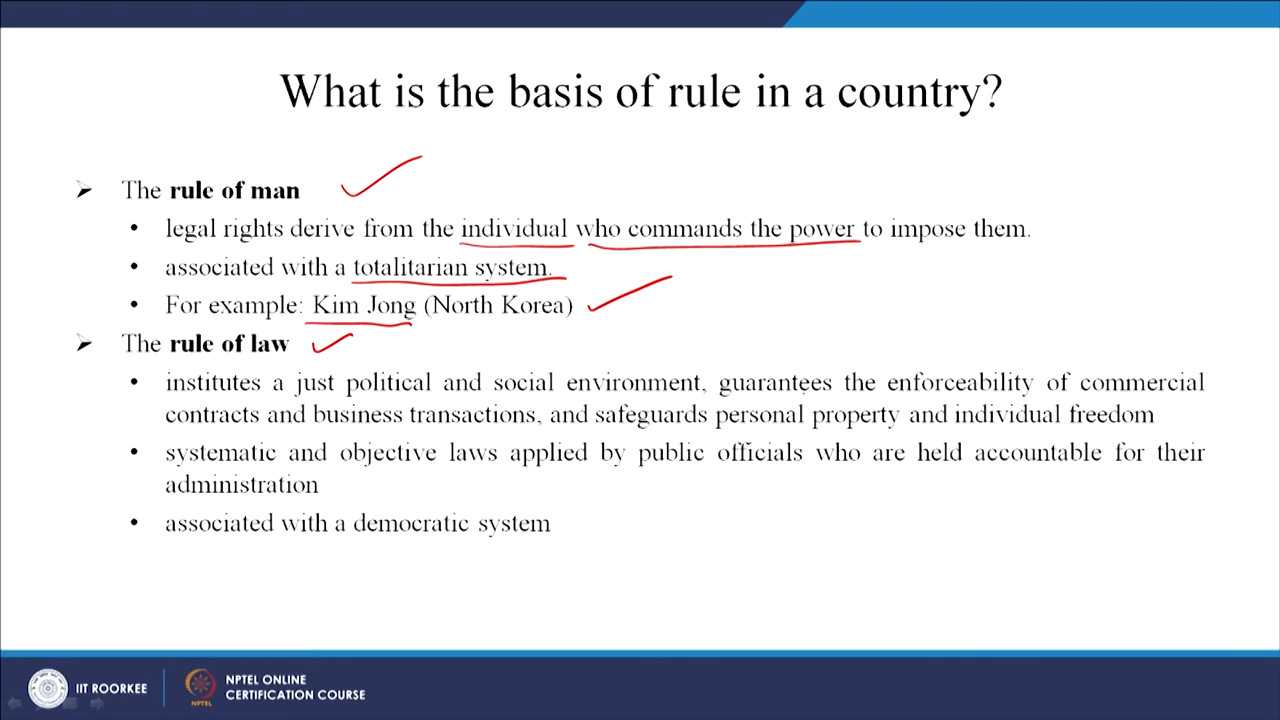 What is the basis of rule in a country?
➢ The rule of man
• legal rights derive from the individual who commands the power to impose them.
• associated with a totalitarian system.
• For example: Kim Jong (North Korea)
➢ The rule of law
• institutes a just political and social environment, guarantees the enforceability of commercial
contracts and business transactions, and safeguards personal property and individual freedom
• systematic and objective laws applied by public officials who are held accountable for their
administration
• associated with a democratic system
IIT ROORKEE
NPTEL
NPTEL ONLINE
CERTIFICATION COURSE